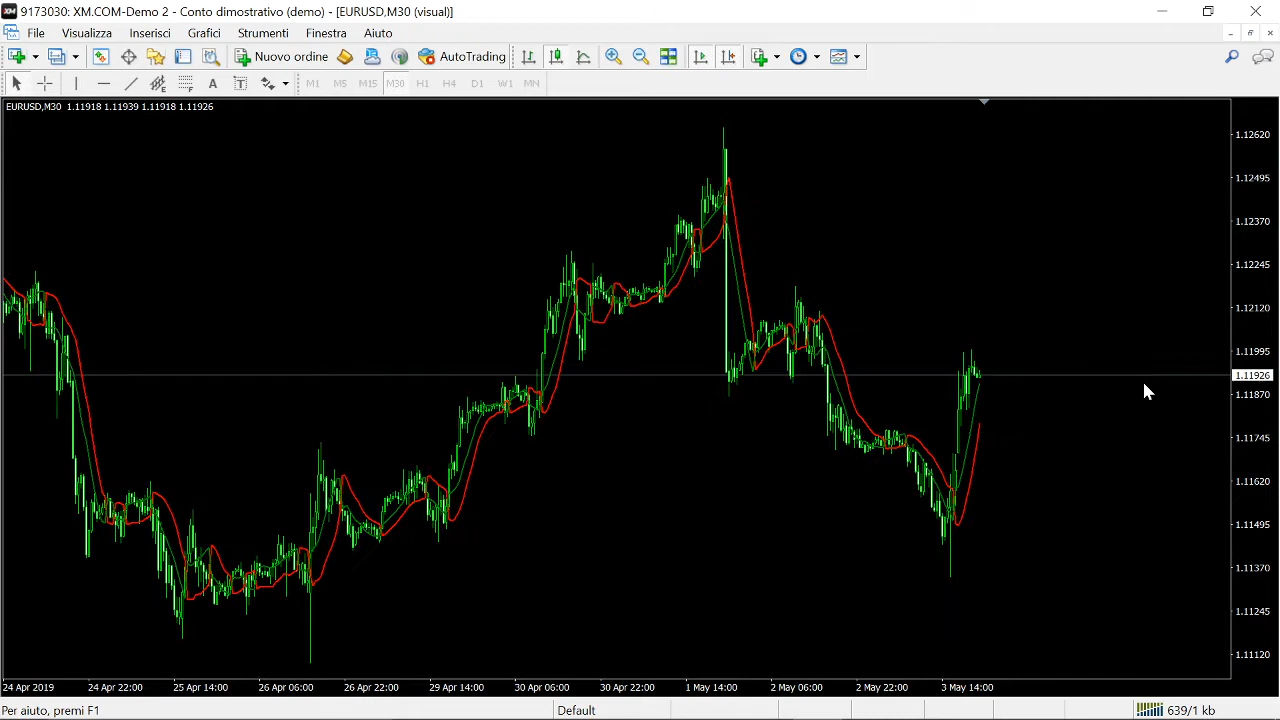 9173030: XM.COM-Demo 2 - Conto dimostrativo (demo) - [EURUSD,M30 (visual)]
File Visualizza Inserisci Grafici Strumenti Finestra Aiuto
Nuovo ordine AutoTrading
A T M1 M5 M15 M30 H1 H4 D1 W1 MN
EURUSD,M30 1.11918 1.11939 1.11918 1.11926
1.12620
1.12495
1.12370
1.12245
1.12120
1.11995
1.11926
1.11870
1.11745
1.11620
1.11495
1.11370
1.11245
1.11120
24 Apr 2019 24 Apr 22:00 25 Apr 14:00 26 Apr 06:00 26 Apr 22:00 29 Apr 14:00 30 Apr 06:00 30 Apr 22:00 1 May 14:00 2 May 06:00 2 May 22:00 3 May 14:00
Per aiuto, premi F1 Default 639/1 kb